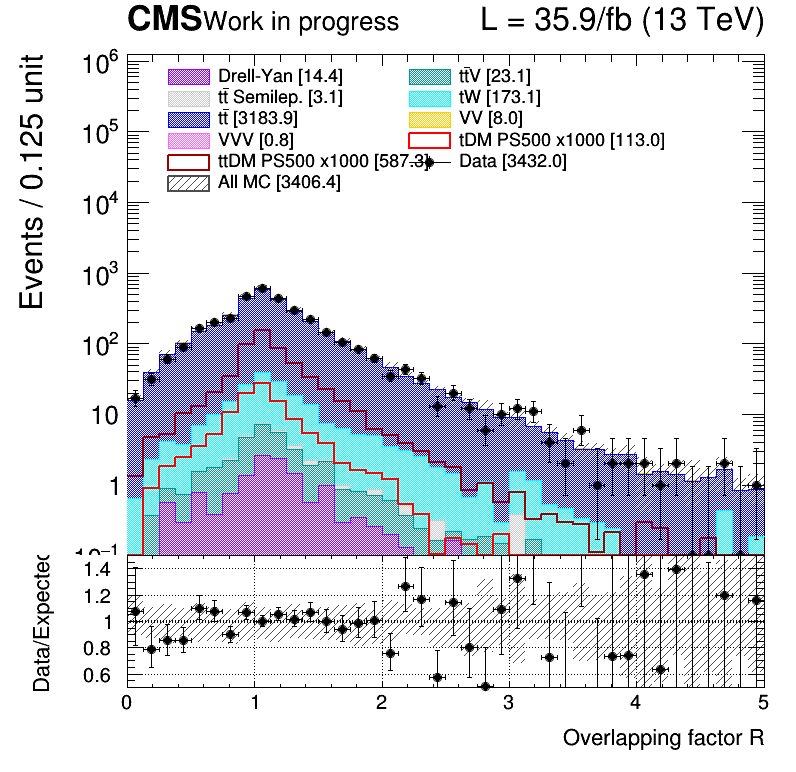 CMS Work in progress L = 35.9/fb (13 TeV)
Events / 0.125 unit
10⁶
10⁵
10⁴
10³
10²
10
1
10⁻¹
Drell-Yan [14.4]
tt̄V [23.1]
tt̄ Semilep. [3.1]
tW [173.1]
tt̄ [3183.9]
VV [8.0]
VVV [0.8]
tDM PS500 x1000 [113.0]
ttDM PS500 x1000 [587.3]
Data [3432.0]
All MC [3406.4]
Data/Expected
1.4
1.2
1
0.8
0.6
0 1 2 3 4 5
Overlapping factor R